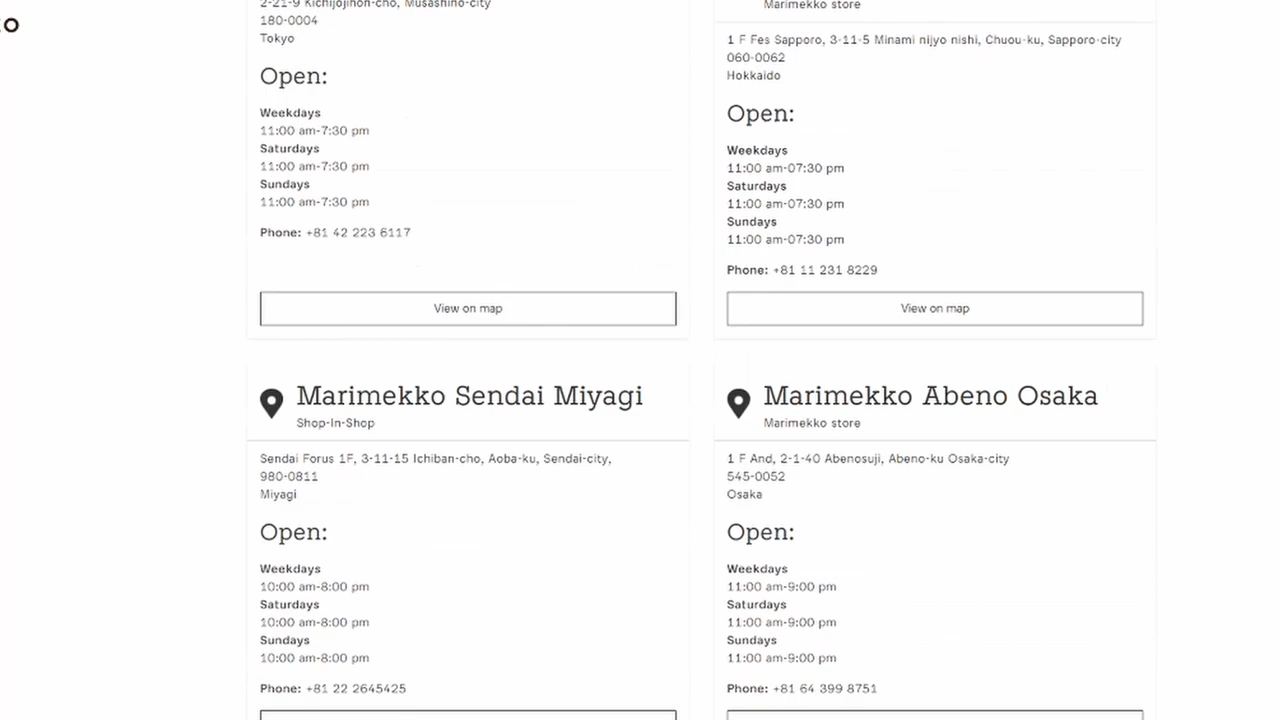 2-21-9 Kichijojihon-cho, Musashino-city
180-0004
Tokyo
Open:
Weekdays
11:00 am-7:30 pm
Saturdays
11:00 am-7:30 pm
Sundays
11:00 am-7:30 pm
Phone: +81 42 223 6117
View on map
Marimekko store
1 F Fes Sapporo, 3-11-5 Minami nijyo nishi, Chuou-ku, Sapporo-city
060-0062
Hokkaido
Open:
Weekdays
11:00 am-07:30 pm
Saturdays
11:00 am-07:30 pm
Sundays
11:00 am-07:30 pm
Phone: +81 11 231 8229
View on map
Marimekko Sendai Miyagi
Shop-In-Shop
Sendai Forus 1F, 3-11-15 Ichiban-cho, Aoba-ku, Sendai-city,
980-0811
Miyagi
Open:
Weekdays
10:00 am-8:00 pm
Saturdays
10:00 am-8:00 pm
Sundays
10:00 am-8:00 pm
Phone: +81 22 2645425
Marimekko Abeno Osaka
Marimekko store
1 F And, 2-1-40 Abenosuji, Abeno-ku Osaka-city
545-0052
Osaka
Open:
Weekdays
11:00 am-9:00 pm
Saturdays
11:00 am-9:00 pm
Sundays
11:00 am-9:00 pm
Phone: +81 64 399 8751